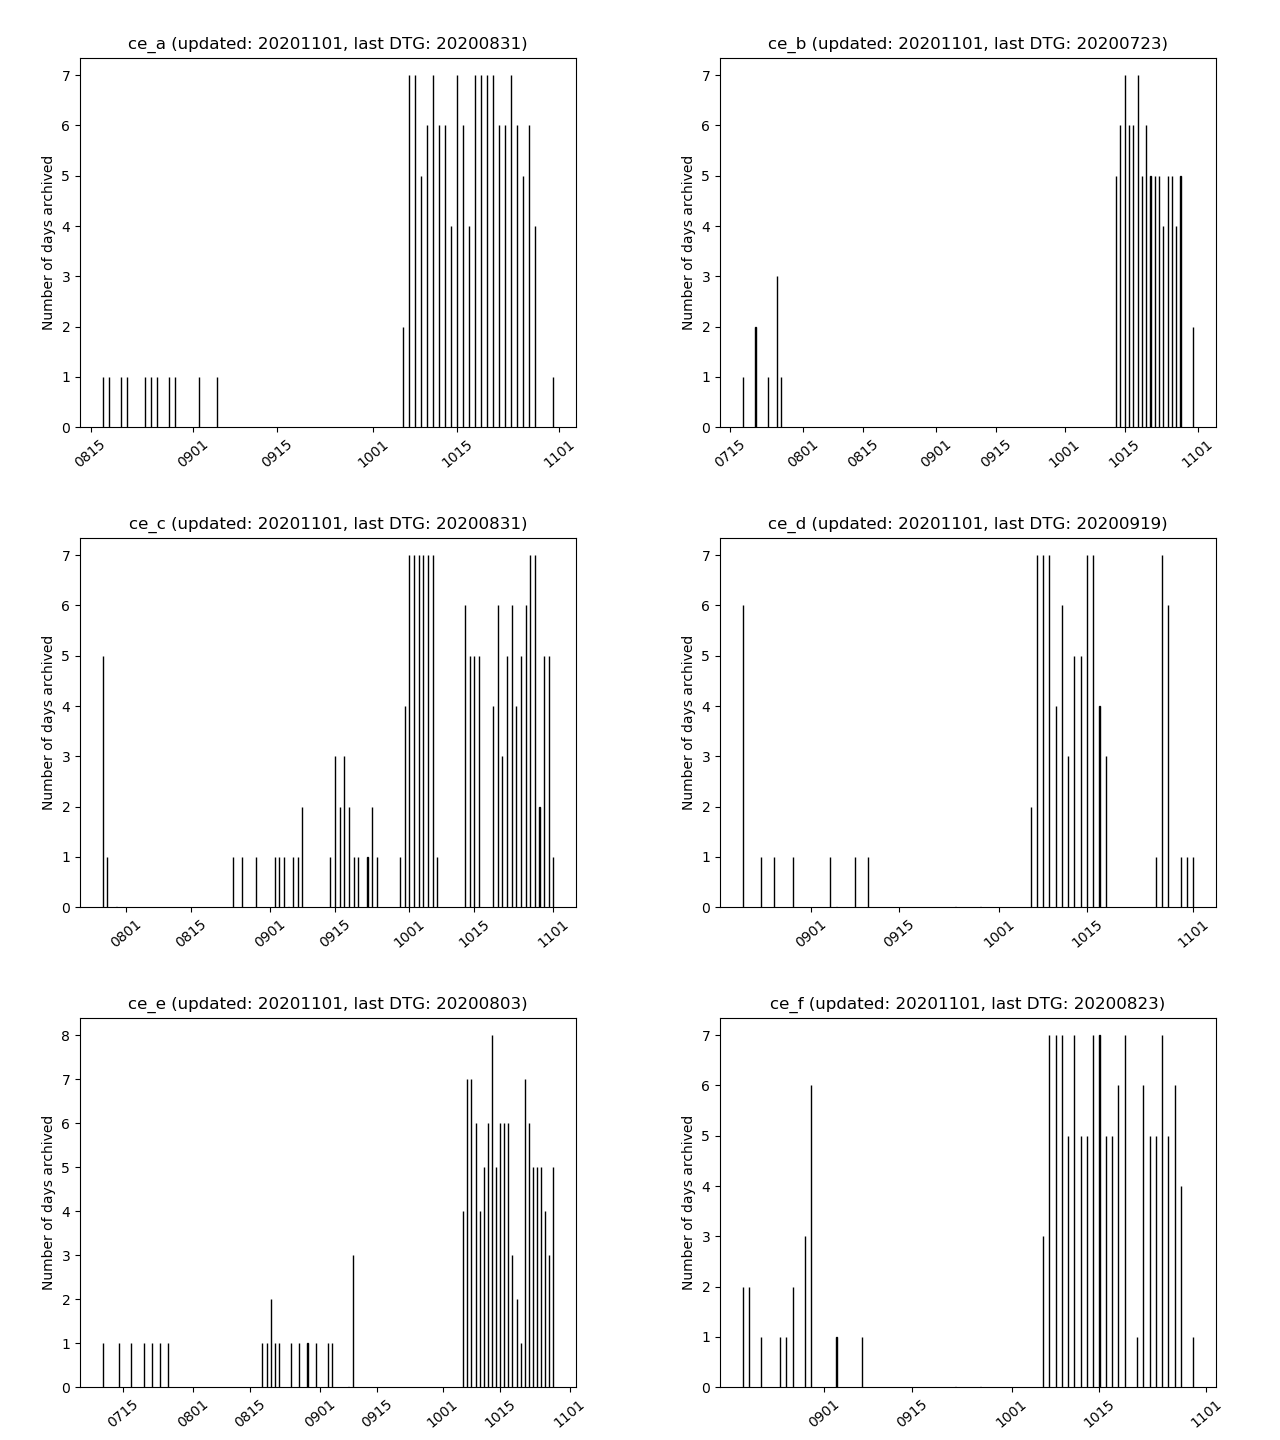 ce_a (updated: 20201101, last DTG: 20200831)
Number of days archived
7
6
5
4
3
2
1
0
0815 0901 0915 1001 1015 1101
ce_b (updated: 20201101, last DTG: 20200723)
Number of days archived
7
6
5
4
3
2
1
0
0715 0801 0815 0901 0915 1001 1015 1101
ce_c (updated: 20201101, last DTG: 20200831)
Number of days archived
7
6
5
4
3
2
1
0
0801 0815 0901 0915 1001 1015 1101
ce_d (updated: 20201101, last DTG: 20200919)
Number of days archived
7
6
5
4
3
2
1
0
0901 0915 1001 1015 1101
ce_e (updated: 20201101, last DTG: 20200803)
Number of days archived
8
7
6
5
4
3
2
1
0
0715 0801 0815 0901 0915 1001 1015 1101
ce_f (updated: 20201101, last DTG: 20200823)
Number of days archived
7
6
5
4
3
2
1
0
0901 0915 1001 1015 1101